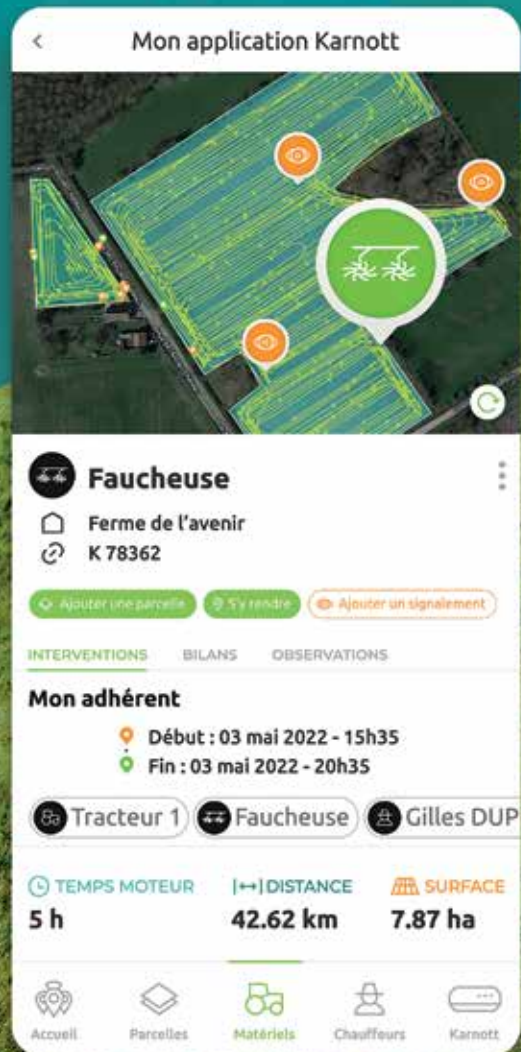 Mon application Karnott
Faucheuse
Ferme de l'avenir
K 78362
Ajouter une parcelle S'y rendre Ajouter un signalement
INTERVENTIONS BILANS OBSERVATIONS
Mon adhérent
Début : 03 mai 2022 - 15h35
Fin : 03 mai 2022 - 20h35
Tracteur 1 Faucheuse Gilles DUP
TEMPS MOTEUR DISTANCE SURFACE
5 h 42.62 km 7.87 ha
Accueil Parcelles Matériels Chauffeurs Karnott